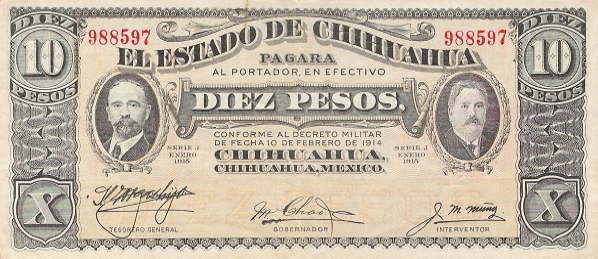 DIEZ
10
PESOS
988597
EL ESTADO DE CHIHUAHUA
988597
DIEZ
10
PESOS
PAGARA
AL PORTADOR, EN EFECTIVO
DIEZ PESOS,
CONFORME AL DECRETO MILITAR
DE FECHA 10 DE FEBRERO DE 1914.
SERIE J
ENERO
1915
CHIHUAHUA,
CHIHUAHUA, MEXICO.
SERIE J
ENERO
1915
X
X
TESORERO GENERAL
M. Chao
GOBERNADOR
J. M. Muñiz
INTERVENTOR